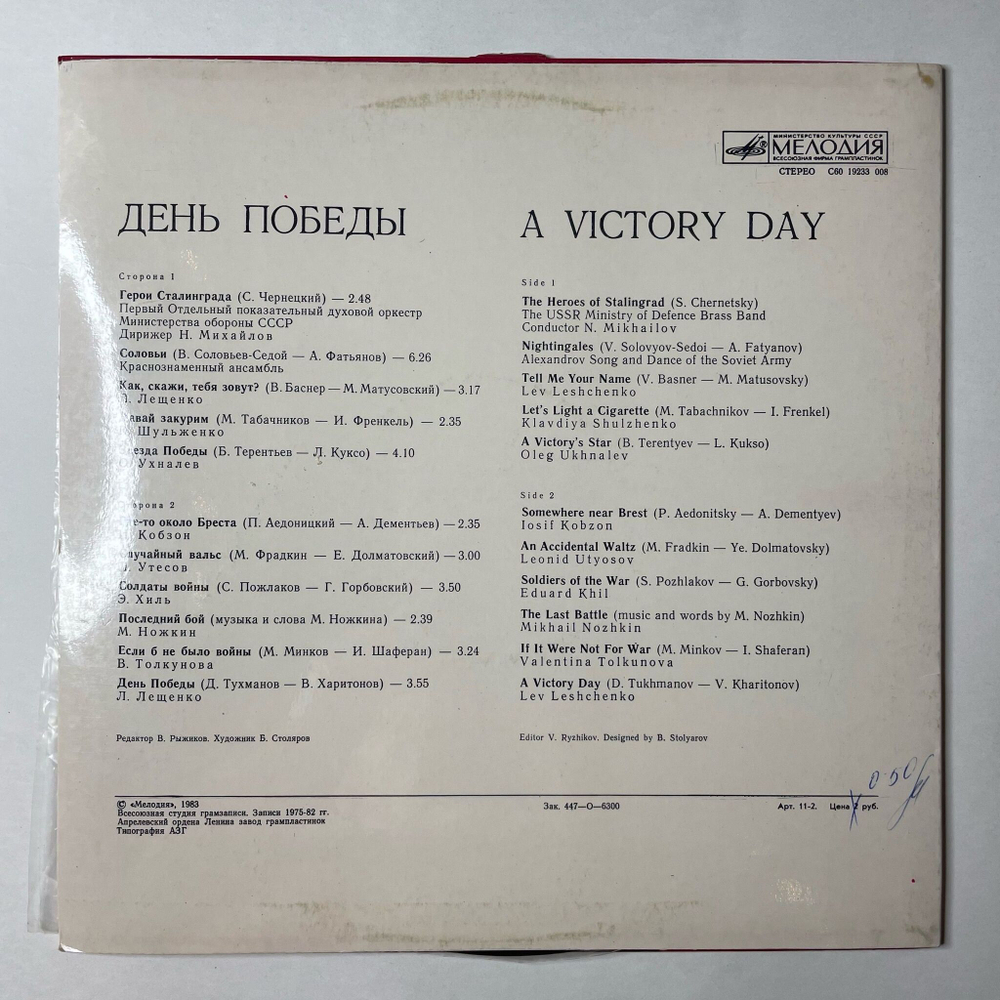 МИНИСТЕРСТВО КУЛЬТУРЫ СССР
МЕЛОДИЯ
ВСЕСОЮЗНАЯ ФИРМА ГРАМПЛАСТИНОК
СТЕРЕО С60 19233 008
ДЕНЬ ПОБЕДЫ
Сторона 1
Герои Сталинграда (С. Чернецкий) — 2.48
Первый Отдельный показательный духовой оркестр
Министерства обороны СССР
Дирижер Н. Михайлов
Соловьи (В. Соловьев-Седой — А. Фатьянов) — 6.26
Краснознаменный ансамбль
Как, скажи, тебя зовут? (В. Баснер — М. Матусовский) — 3.17
Лещенко
закурим (М. Табачников — И. Френкель) — 2.35
Шульженко
Победы (Б. Терентьев — Л. Куксо) — 4.10
Ухналев
2
около Бреста (П. Аедоницкий — А. Дементьев) — 2.35
Кобзон
вальс (М. Фрадкин — Е. Долматовский) — 3.00
Утесов
Солдаты войны (С. Пожлаков — Г. Горбовский) — 3.50
Э. Хиль
Последний бой (музыка и слова М. Ножкина) — 2.39
М. Ножкин
Если б не было войны (М. Минков — И. Шаферан) — 3.24
В. Толкунова
День Победы (Д. Тухманов — В. Харитонов) — 3.55
Л. Лещенко
Редактор В. Рыжиков. Художник Б. Столяров
A VICTORY DAY
Side 1
The Heroes of Stalingrad (S. Chernetsky)
The USSR Ministry of Defence Brass Band
Conductor N. Mikhailov
Nightingales (V. Solovyov-Sedoi — A. Fatyanov)
Alexandrov Song and Dance of the Soviet Army
Tell Me Your Name (V. Basner — M. Matusovsky)
Lev Leshchenko
Let's Light a Cigarette (M. Tabachnikov — I. Frenkel)
Klavdiya Shulzhenko
A Victory's Star (B. Terentyev — L. Kukso)
Oleg Ukhnalev
Side 2
Somewhere near Brest (P. Aedonitsky — A. Dementyev)
Iosif Kobzon
An Accidental Waltz (M. Fradkin — Ye. Dolmatovsky)
Leonid Utyosov
Soldiers of the War (S. Pozhlakov — G. Gorbovsky)
Eduard Khil
The Last Battle (music and words by M. Nozhkin)
Mikhail Nozhkin
If It Were Not For War (M. Minkov — I. Shaferan)
Valentina Tolkunova
A Victory Day (D. Tukhmanov — V. Kharitonov)
Lev Leshchenko
Editor V. Ryzhikov. Designed by B. Stolyarov
0-50
© «Мелодия», 1983
Всесоюзная студия грамзаписи. Записи 1975-82 гг.
Апрелевский ордена Ленина завод грампластинок
Типография АЗГ
Зак. 447—О—6300
Арт. 11-2. Цена 2 руб.